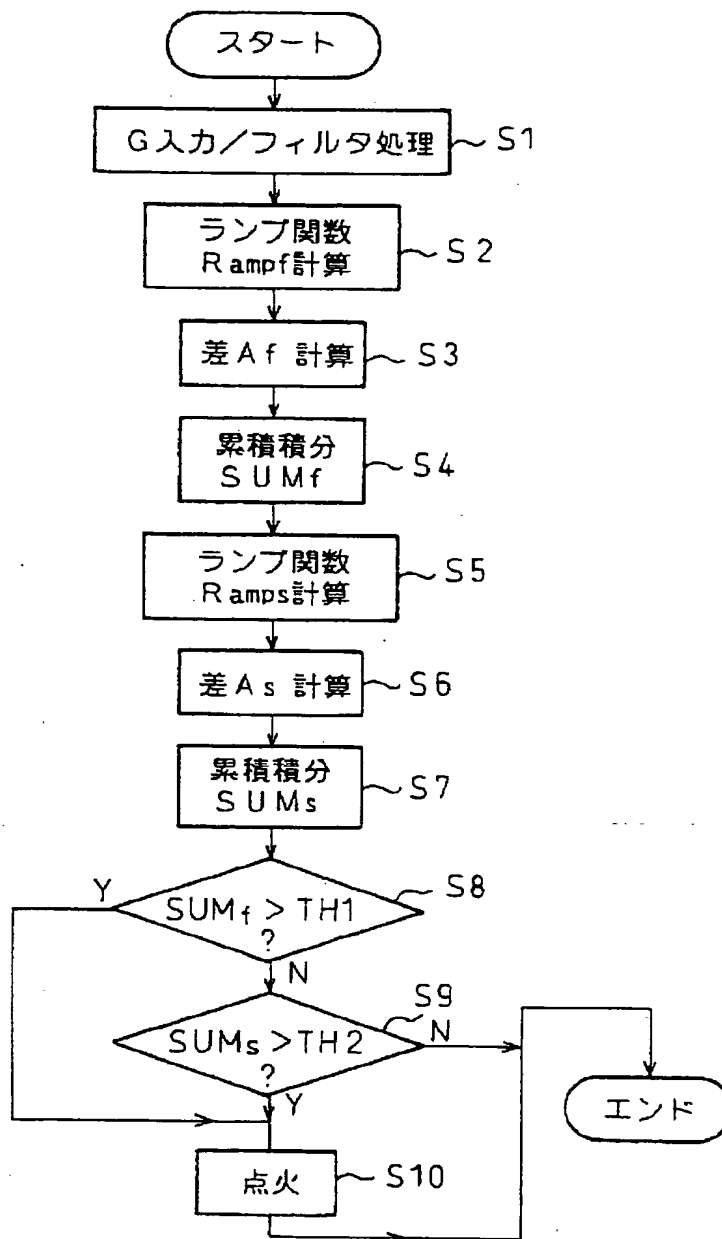 スタート
G入力/フィルタ処理
S1
ランプ関数
Rampf計算
S2
差Af 計算
S3
累積積分
SUMf
S4
ランプ関数
Ramps計算
S5
差As 計算
S6
累積積分
SUMs
S7
S8
Y
SUMf>TH1
?
N
S9
SUMs>TH2
N
?
Y
エンド
点火
S10